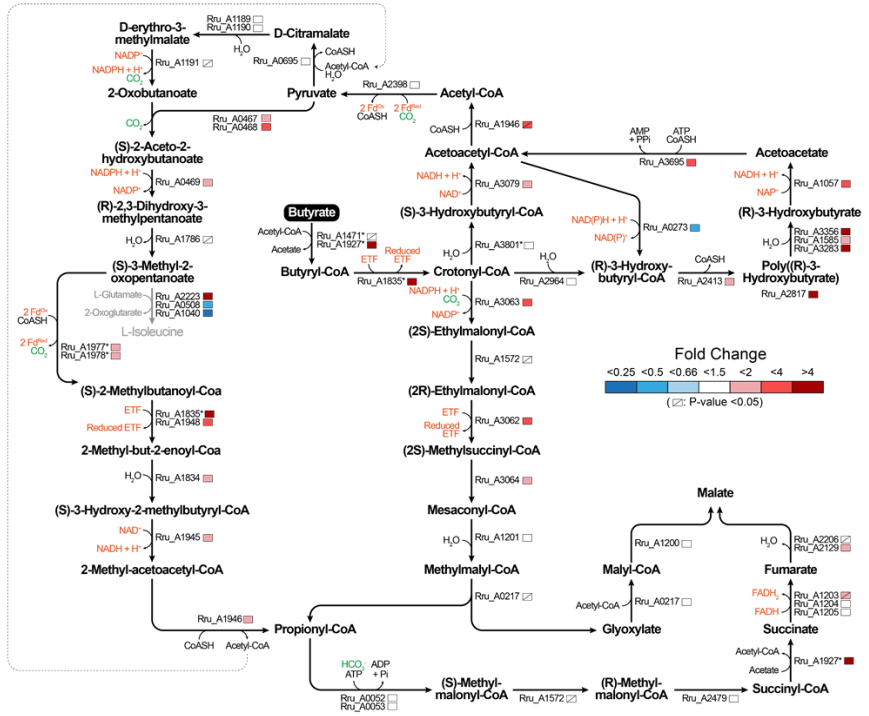 Rru_A1189
Rru_A1190
D-erythro-3-
methylmalate
D-Citramalate
H₂O
NADP⁺
NADPH + H⁺
CO₂
Rru_A1191
Rru_A0695
CoASH
Acetyl-CoA
H₂O
2-Oxobutanoate
Pyruvate
Rru_A2398
2 Fdᴼˣ
CoASH
2 Fdᴿᵉᵈ
CO₂
Acetyl-CoA
CO₂
Rru_A0467
Rru_A0468
CoASH
Rru_A1946
(S)-2-Aceto-2-
hydroxybutanoate
Acetoacetyl-CoA
AMP
+ PPi
ATP
CoASH
Rru_A3695
Acetoacetate
NADPH + H⁺
NADP⁺
Rru_A0469
NADH + H⁺
NAD⁺
Rru_A3079
NADH + H⁺
NAP⁺
Rru_A1057
(R)-2,3-Dihydroxy-3-
methylpentanoate
Butyrate
(S)-3-Hydroxybutyryl-CoA
(R)-3-Hydroxybutyrate
H₂O
Rru_A1786
Acetyl-CoA
Acetate
Rru_A1471*
Rru_A1927*
H₂O
Rru_A3801*
NAD(P)H + H⁺
NAD(P)⁺
Rru_A0273
H₂O
Rru_A3356
Rru_A1585
Rru_A3283
(S)-3-Methyl-2-
oxopentanoate
Butyryl-CoA
ETF
Reduced
ETF
Rru_A1835*
Crotonyl-CoA
H₂O
Rru_A2964
(R)-3-Hydroxy-
butyryl-CoA
CoASH
Rru_A2413
Poly((R)-3-
Hydroxybutyrate)
Rru_A2817
L-Glutamate
2-Oxoglutarate
Rru_A2223
Rru_A0508
Rru_A1040
L-Isoleucine
NADPH + H⁺
CO₂
NADP⁺
Rru_A3063
2 Fdᴼˣ
CoASH
2 Fdᴿᵉᵈ
CO₂
Rru_A1977*
Rru_A1978*
(2S)-Ethylmalonyl-CoA
Rru_A1572
Fold Change
<0.25 <0.5 <0.66 <1.5 <2 <4 >4
( : P-value <0.05)
(S)-2-Methylbutanoyl-Coa
(2R)-Ethylmalonyl-CoA
ETF
Reduced ETF
Rru_A1835*
Rru_A1948
ETF
Reduced
ETF
Rru_A3062
2-Methyl-but-2-enoyl-Coa
(2S)-Methylsuccinyl-CoA
H₂O
Rru_A1834
Rru_A3064
Malate
(S)-3-Hydroxy-2-methylbutyryl-CoA
Mesaconyl-CoA
NAD⁺
NADH + H⁺
Rru_A1945
H₂O
Rru_A1201
Rru_A1200
H₂O
Rru_A2206
Rru_A2129
2-Methyl-acetoacetyl-CoA
Methylmalyl-CoA
Malyl-CoA
Fumarate
Rru_A0217
Acetyl-CoA
Rru_A0217
FADH₂
FADH
Rru_A1203
Rru_A1204
Rru_A1205
Rru_A1946
CoASH
Acetyl-CoA
Propionyl-CoA
Glyoxylate
Succinate
HCO₃⁻
ATP
ADP
+ Pi
Rru_A0052
Rru_A0053
Acetyl-CoA
Acetate
Rru_A1927*
(S)-Methyl-
malonyl-CoA
Rru_A1572
(R)-Methyl-
malonyl-CoA
Rru_A2479
Succinyl-CoA